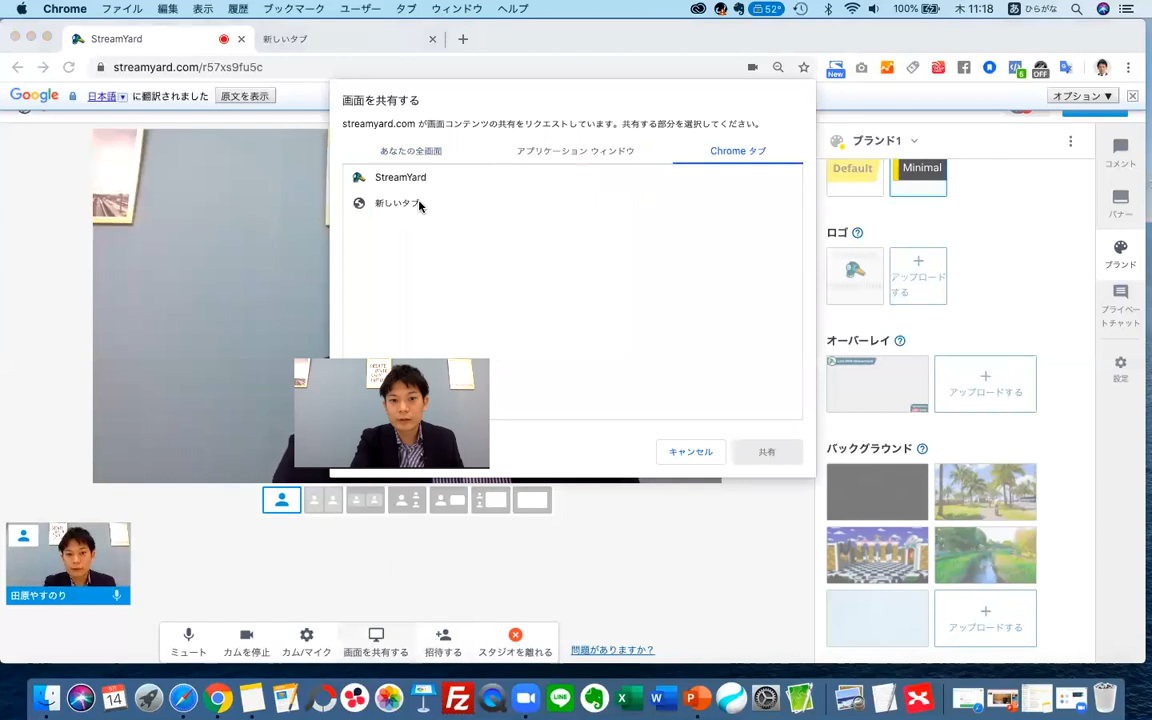 Chrome ファイル 編集 表示 履歴 ブックマーク ユーザー タブ ウィンドウ ヘルプ
52° 100% 木 11:18 あ ひらがな
StreamYard
新しいタブ
streamyard.com/r57xs9fu5c
New
6
OFF
Google 日本語 に翻訳されました 原文を表示
オプション ▼
画面を共有する
streamyard.com が画面コンテンツの共有をリクエストしています。共有する部分を選択してください。
あなたの全画面 アプリケーション ウィンドウ Chrome タブ
StreamYard
新しいタブ
キャンセル 共有
ブランド1
Default Minimal
ロゴ
アップロード
する
オーバーレイ
アップロードする
バックグラウンド
アップロードする
コメント
バナー
ブランド
プライベー
トチャット
設定
田原やすのり
ミュート カムを停止 カム/マイク 画面を共有する 招待する スタジオを離れる
問題がありますか？
14
LINE